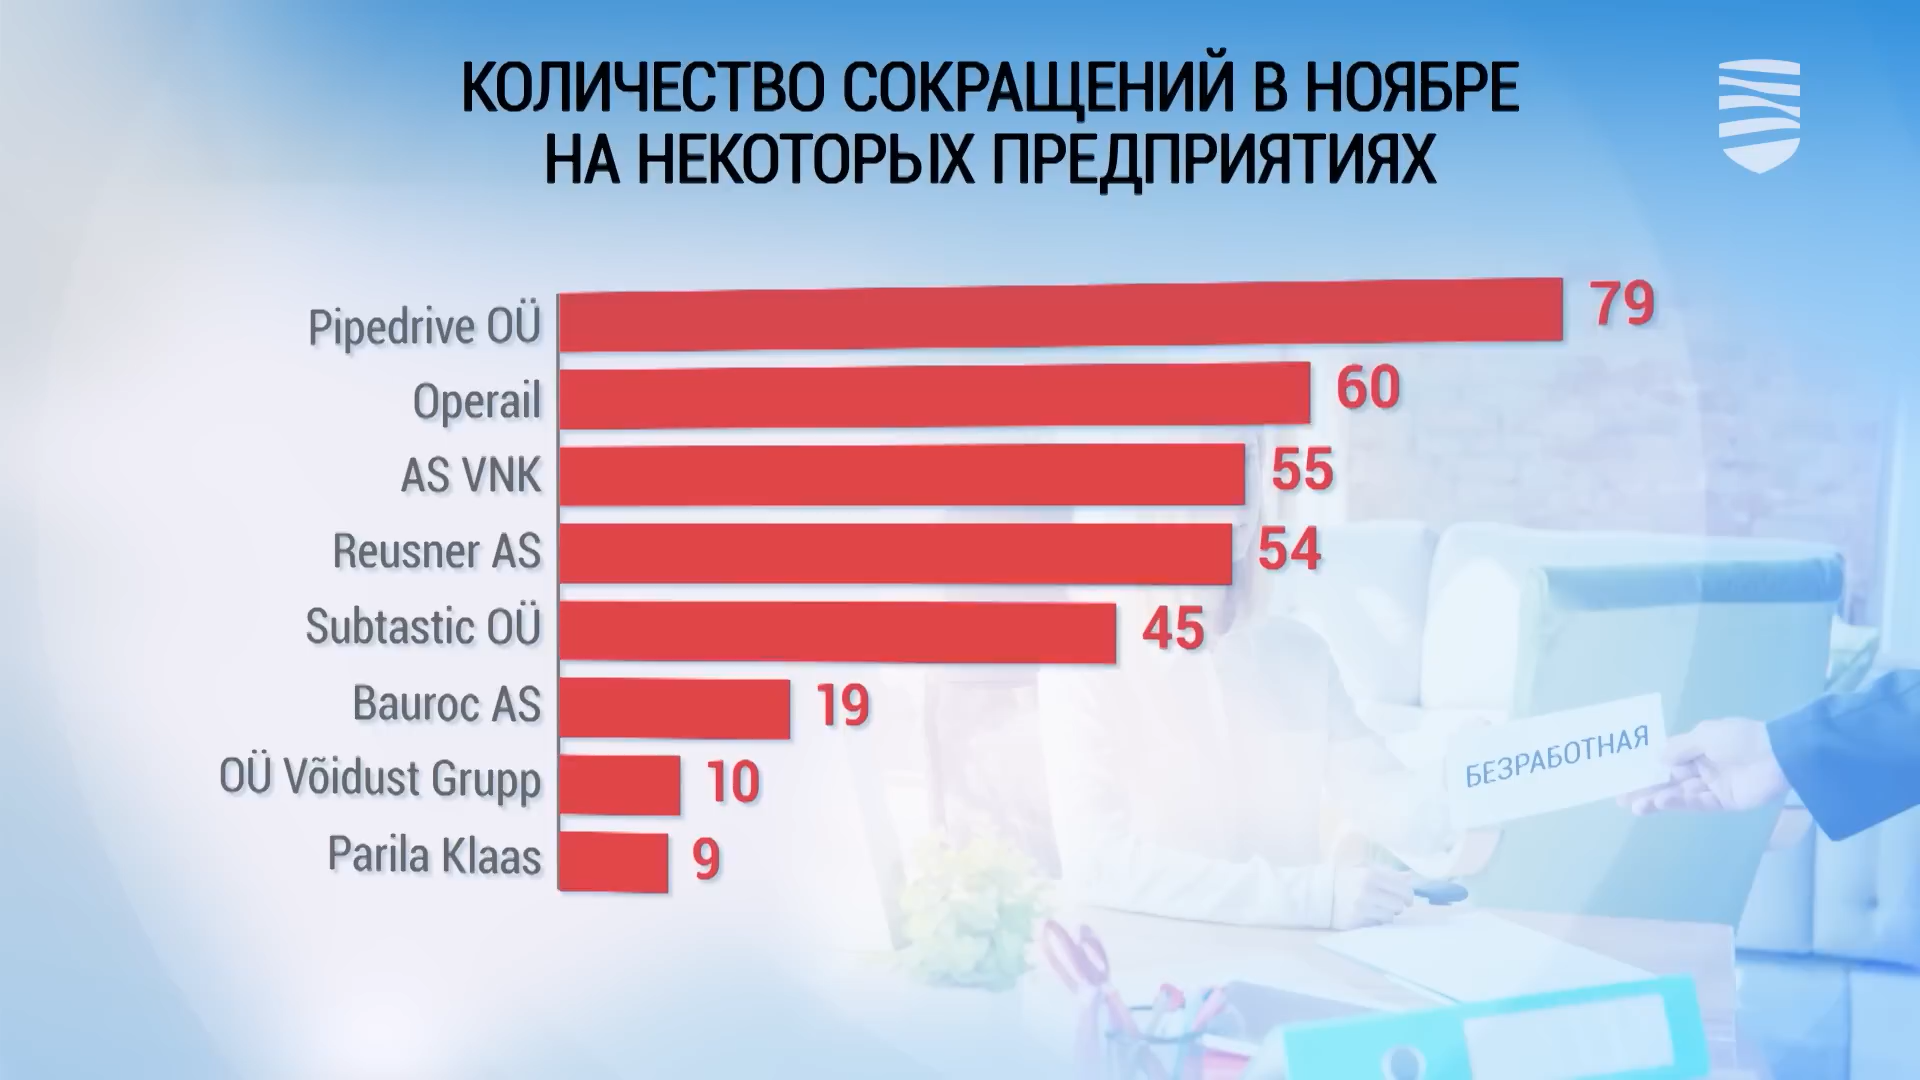 КОЛИЧЕСТВО СОКРАЩЕНИЙ В НОЯБРЕ
НА НЕКОТОРЫХ ПРЕДПРИЯТИЯХ
Pipedrive OÜ 79
Operail 60
AS VNK 55
Reusner AS 54
Subtastic OÜ 45
Bauroc AS 19
OÜ Võidust Grupp 10
Parila Klaas 9
БЕЗРАБОТНАЯ